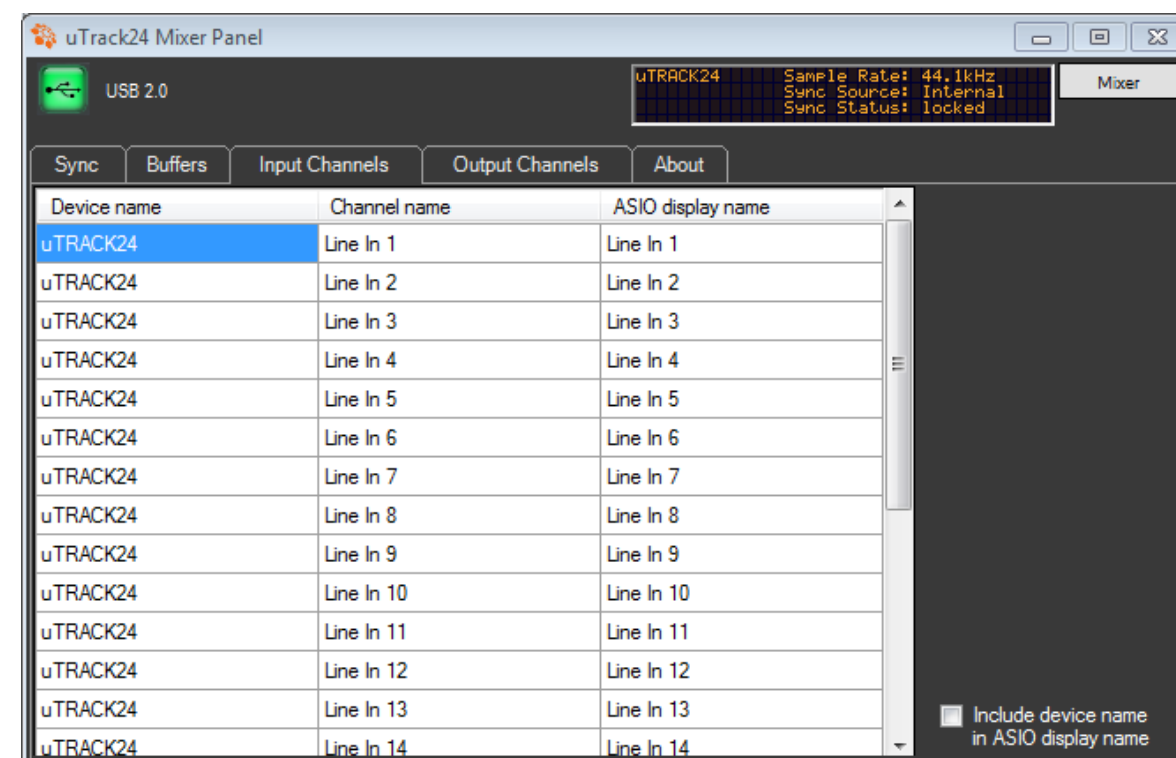 uTrack24 Mixer Panel
USB 2.0
uTRACK24 Sample Rate: 44.1kHz
Sync Source: Internal
Sync Status: locked
Mixer
Sync Buffers Input Channels Output Channels About
Device name Channel name ASIO display name
uTRACK24 Line In 1 Line In 1
uTRACK24 Line In 2 Line In 2
uTRACK24 Line In 3 Line In 3
uTRACK24 Line In 4 Line In 4
uTRACK24 Line In 5 Line In 5
uTRACK24 Line In 6 Line In 6
uTRACK24 Line In 7 Line In 7
uTRACK24 Line In 8 Line In 8
uTRACK24 Line In 9 Line In 9
uTRACK24 Line In 10 Line In 10
uTRACK24 Line In 11 Line In 11
uTRACK24 Line In 12 Line In 12
uTRACK24 Line In 13 Line In 13
uTRACK24 Line In 14 Line In 14
Include device name
in ASIO display name